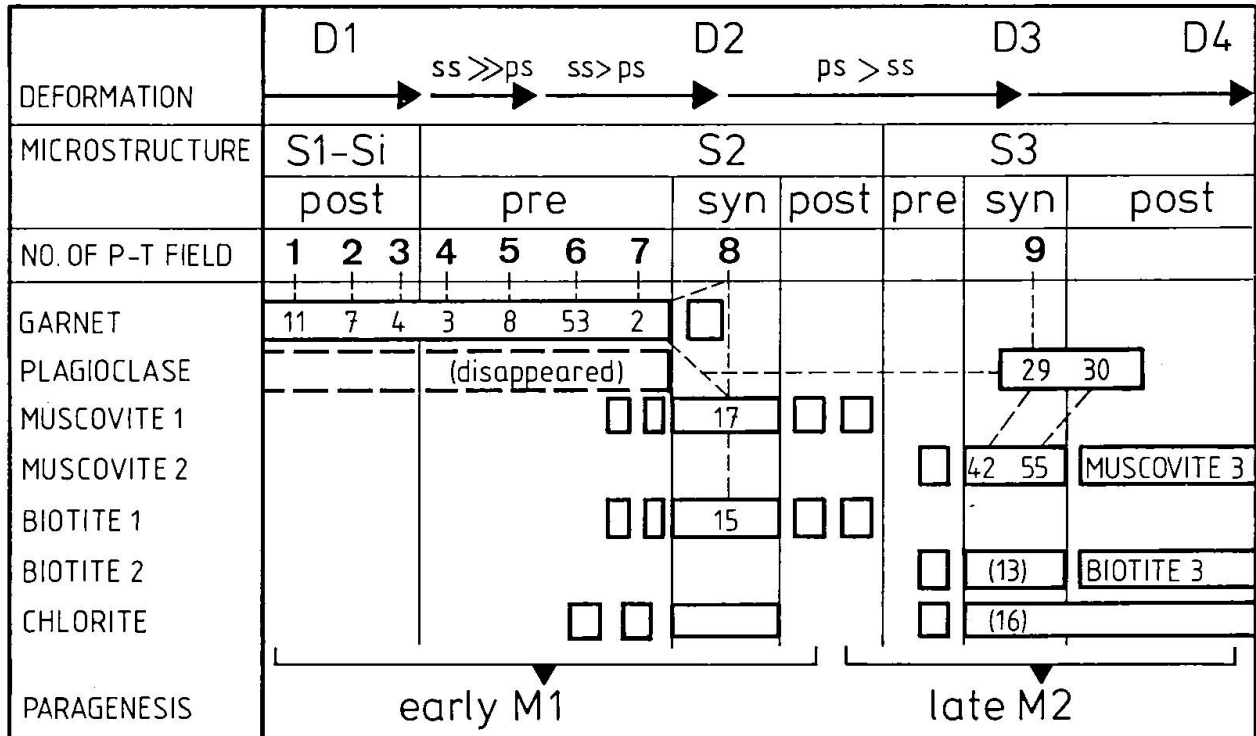 D1 D2 D3 D4
ss ≫ps ss> ps ps > ss
DEFORMATION
MICROSTRUCTURE S1-Si S2 S3
post pre syn post pre syn post
NO. OF P-T FIELD 1 2 3 4 5 6 7 8 9
GARNET 11 7 4 3 8 53 2
PLAGIOCLASE (disappeared) 29 30
MUSCOVITE 1 17
MUSCOVITE 2 42 55 MUSCOVITE 3
BIOTITE 1 15
BIOTITE 2 (13) BIOTITE 3
CHLORITE (16)
PARAGENESIS early M1 late M2